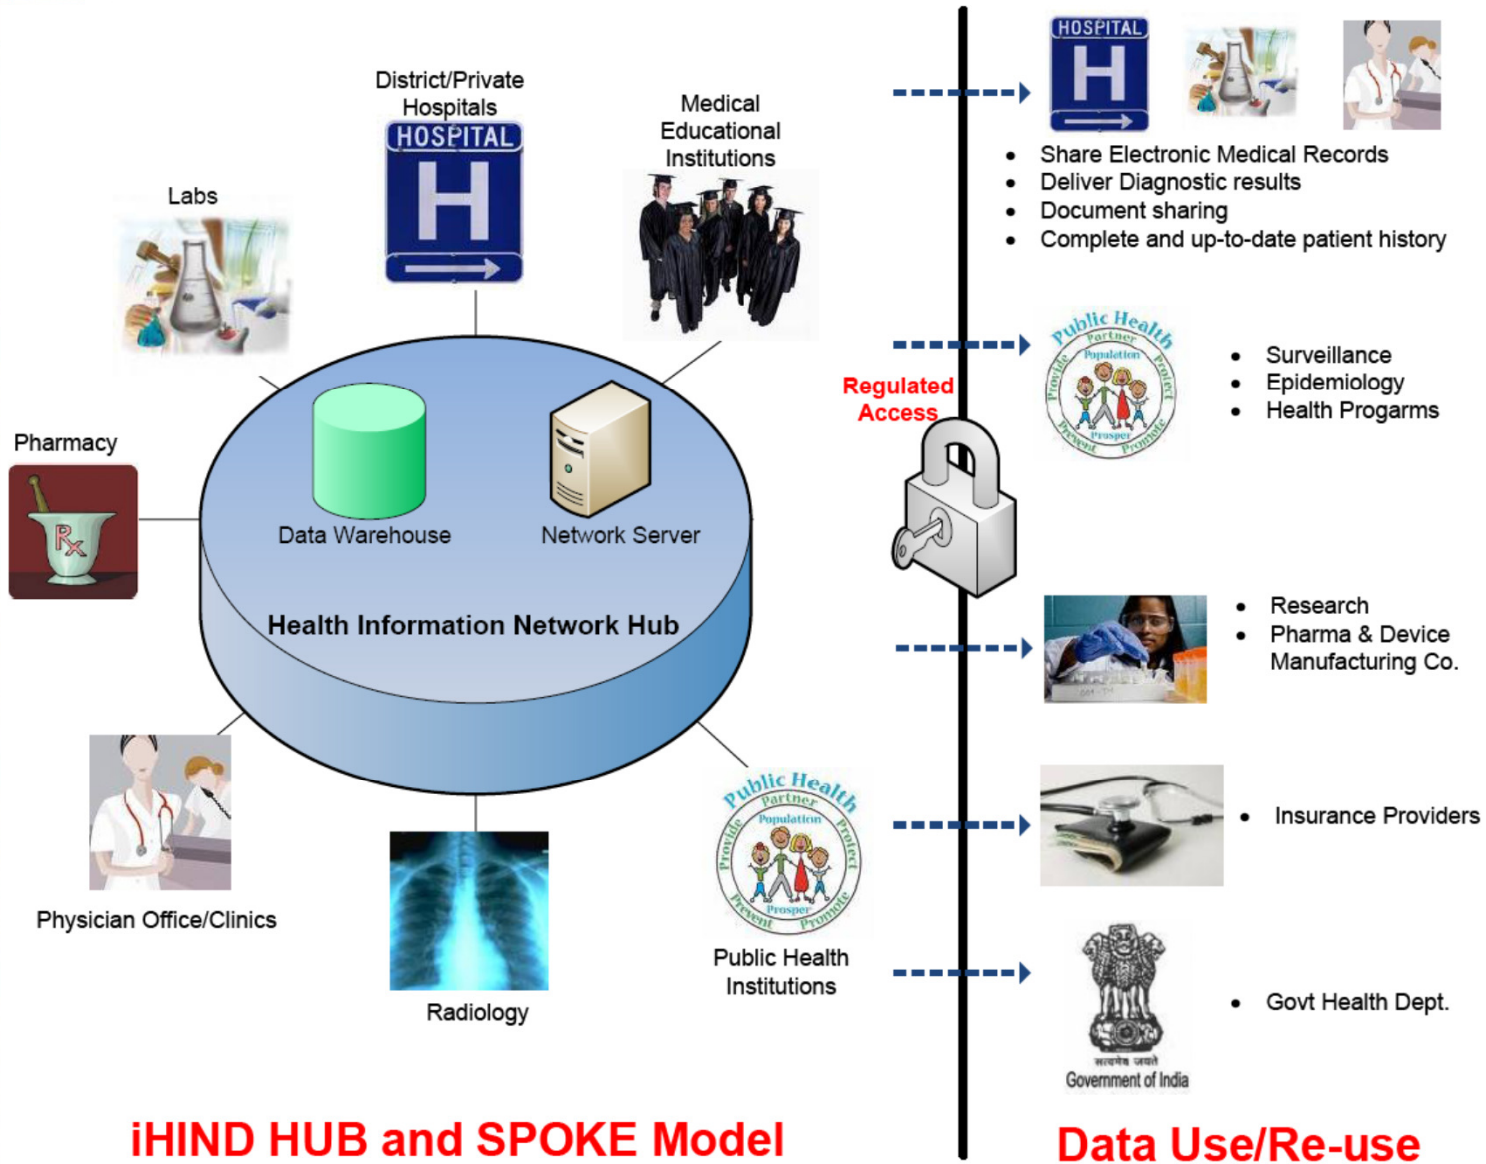 District/Private
Hospitals
HOSPITAL
H
Medical
Educational
Institutions
Labs
Pharmacy
Rx
Data Warehouse
Network Server
Health Information Network Hub
Physician Office/Clinics
Radiology
Public Health
Partner
Provide
Population
Protect
Prosper
Prevent
Promote
Public Health
Institutions
iHIND HUB and SPOKE Model
Regulated
Access
HOSPITAL
H
• Share Electronic Medical Records
• Deliver Diagnostic results
• Document sharing
• Complete and up-to-date patient history
Public Health
Partner
Provide
Population
Protect
Prosper
Prevent
Promote
• Surveillance
• Epidemiology
• Health Progarms
• Research
• Pharma & Device
Manufacturing Co.
• Insurance Providers
सत्यमेव जयते
Government of India
• Govt Health Dept.
Data Use/Re-use